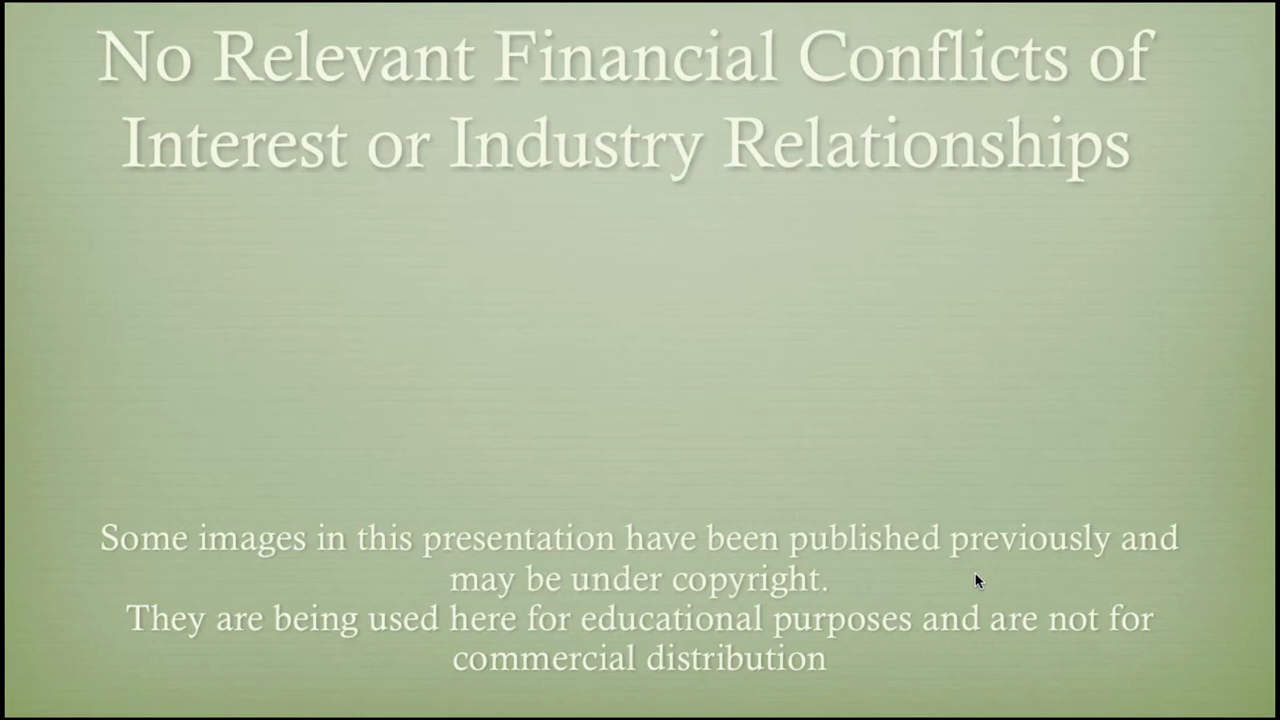 No Relevant Financial Conflicts of
Interest or Industry Relationships
Some images in this presentation have been published previously and
may be under copyright.
They are being used here for educational purposes and are not for
commercial distribution